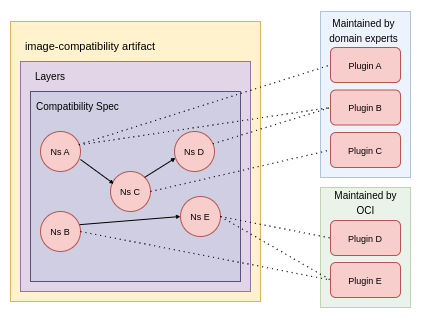 image-compatibility artifact
Layers
Compatibility Spec
Ns A
Ns D
Ns C
Ns E
Ns B
Maintained by
domain experts
Plugin A
Plugin B
Plugin C
Maintained by
OCI
Plugin D
Plugin E